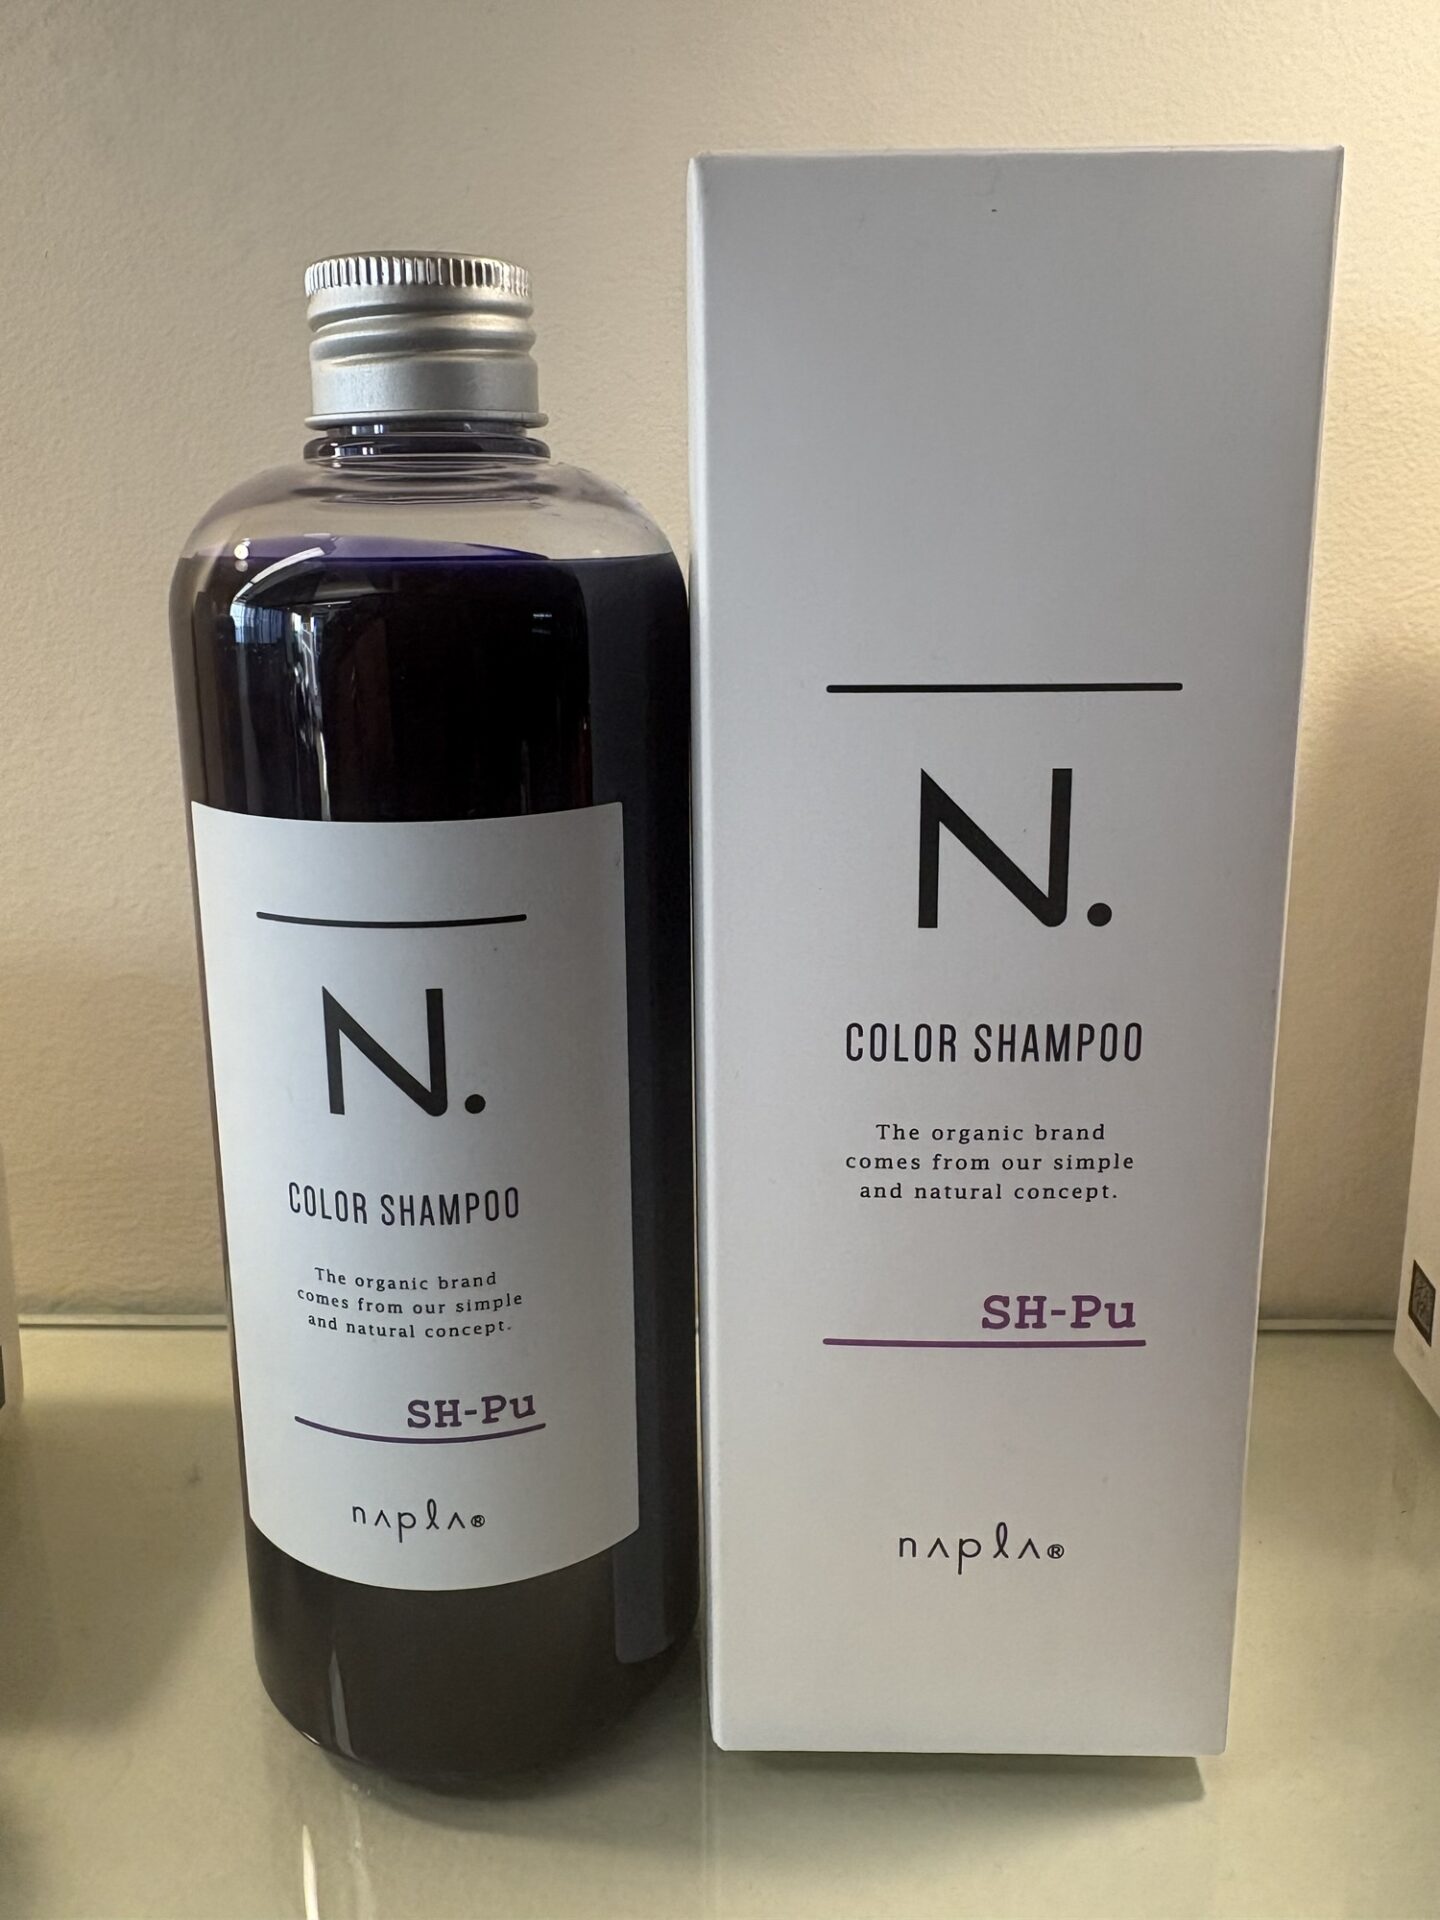 N.
COLOR SHAMPOO
The organic brand
comes from our simple
and natural concept.
SH-Pu
napla®
N.
COLOR SHAMPOO
The organic brand
comes from our simple
and natural concept.
SH-Pu
napla®